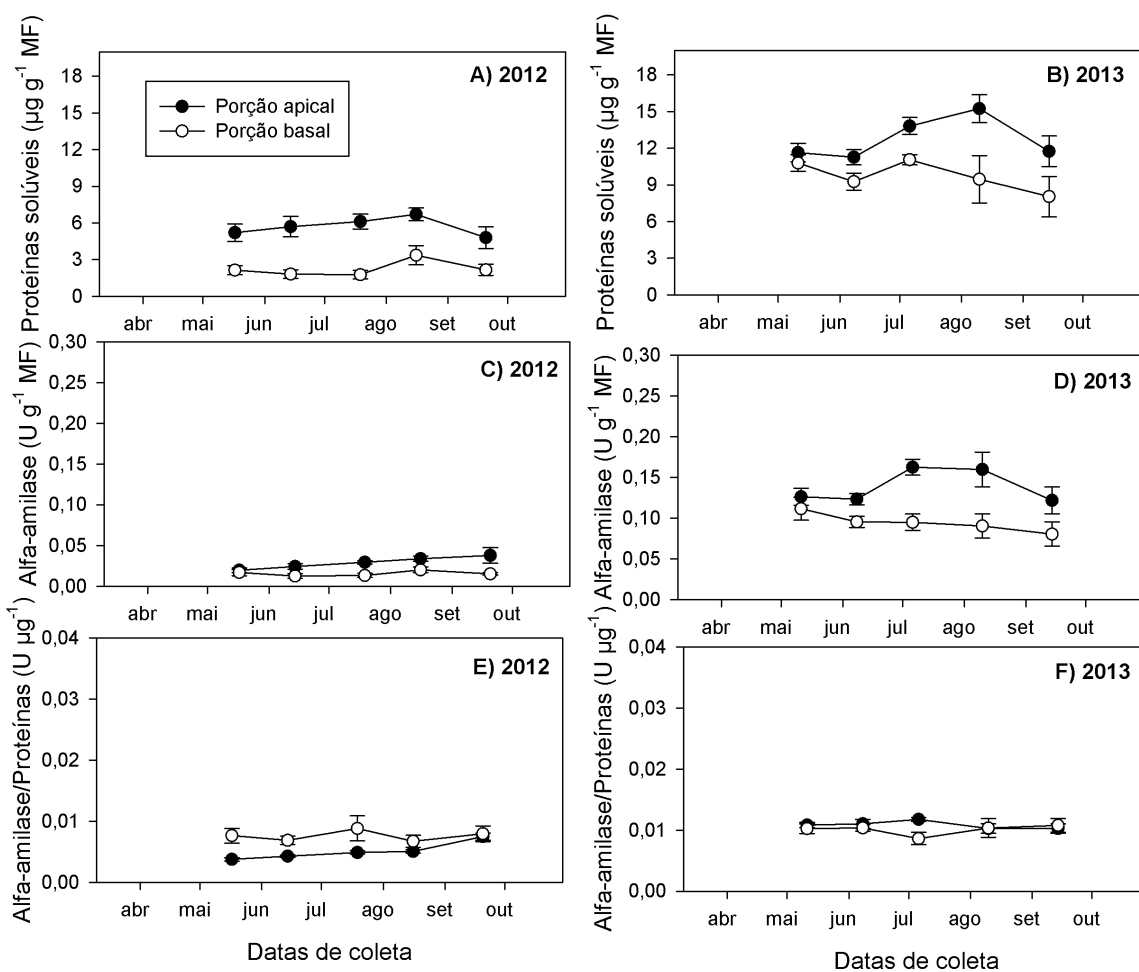 A) 2012
Proteínas solúveis (µg g⁻¹ MF)
18
15
12
9
6
3
0
Porção apical
Porção basal
abr mai jun jul ago set out
B) 2013
Proteínas solúveis (µg g⁻¹ MF)
18
15
12
9
6
3
0
abr mai jun jul ago set out
C) 2012
Alfa-amilase (U g⁻¹ MF)
0,30
0,25
0,20
0,15
0,10
0,05
0,00
abr mai jun jul ago set out
D) 2013
Alfa-amilase (U g⁻¹ MF)
0,30
0,25
0,20
0,15
0,10
0,05
0,00
abr mai jun jul ago set out
E) 2012
Alfa-amilase/Proteínas (U µg⁻¹)
0,04
0,03
0,02
0,01
0,00
abr mai jun jul ago set out
Datas de coleta
F) 2013
Alfa-amilase/Proteínas (U µg⁻¹)
0,04
0,03
0,02
0,01
0,00
abr mai jun jul ago set out
Datas de coleta